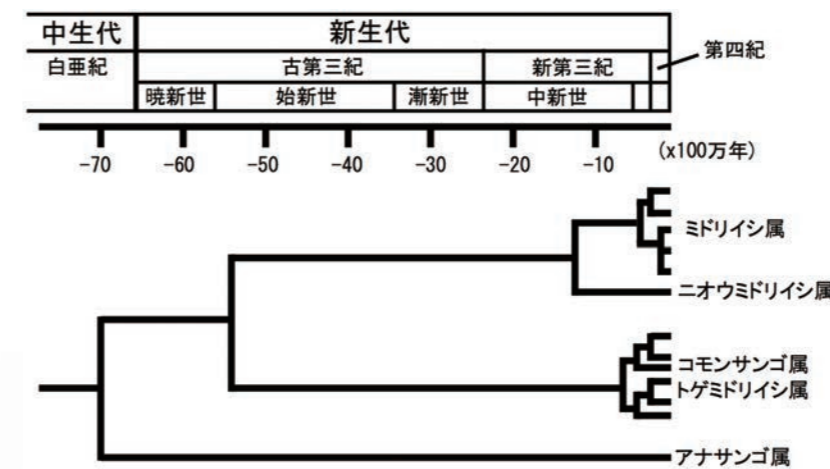 中生代 新生代
第四紀
白亜紀 古第三紀 新第三紀
暁新世 始新世 漸新世 中新世
-70 -60 -50 -40 -30 -20 -10 (x100万年)
ミドリイシ属
ニオウミドリイシ属
コモンサンゴ属
トゲミドリイシ属
アナサンゴ属